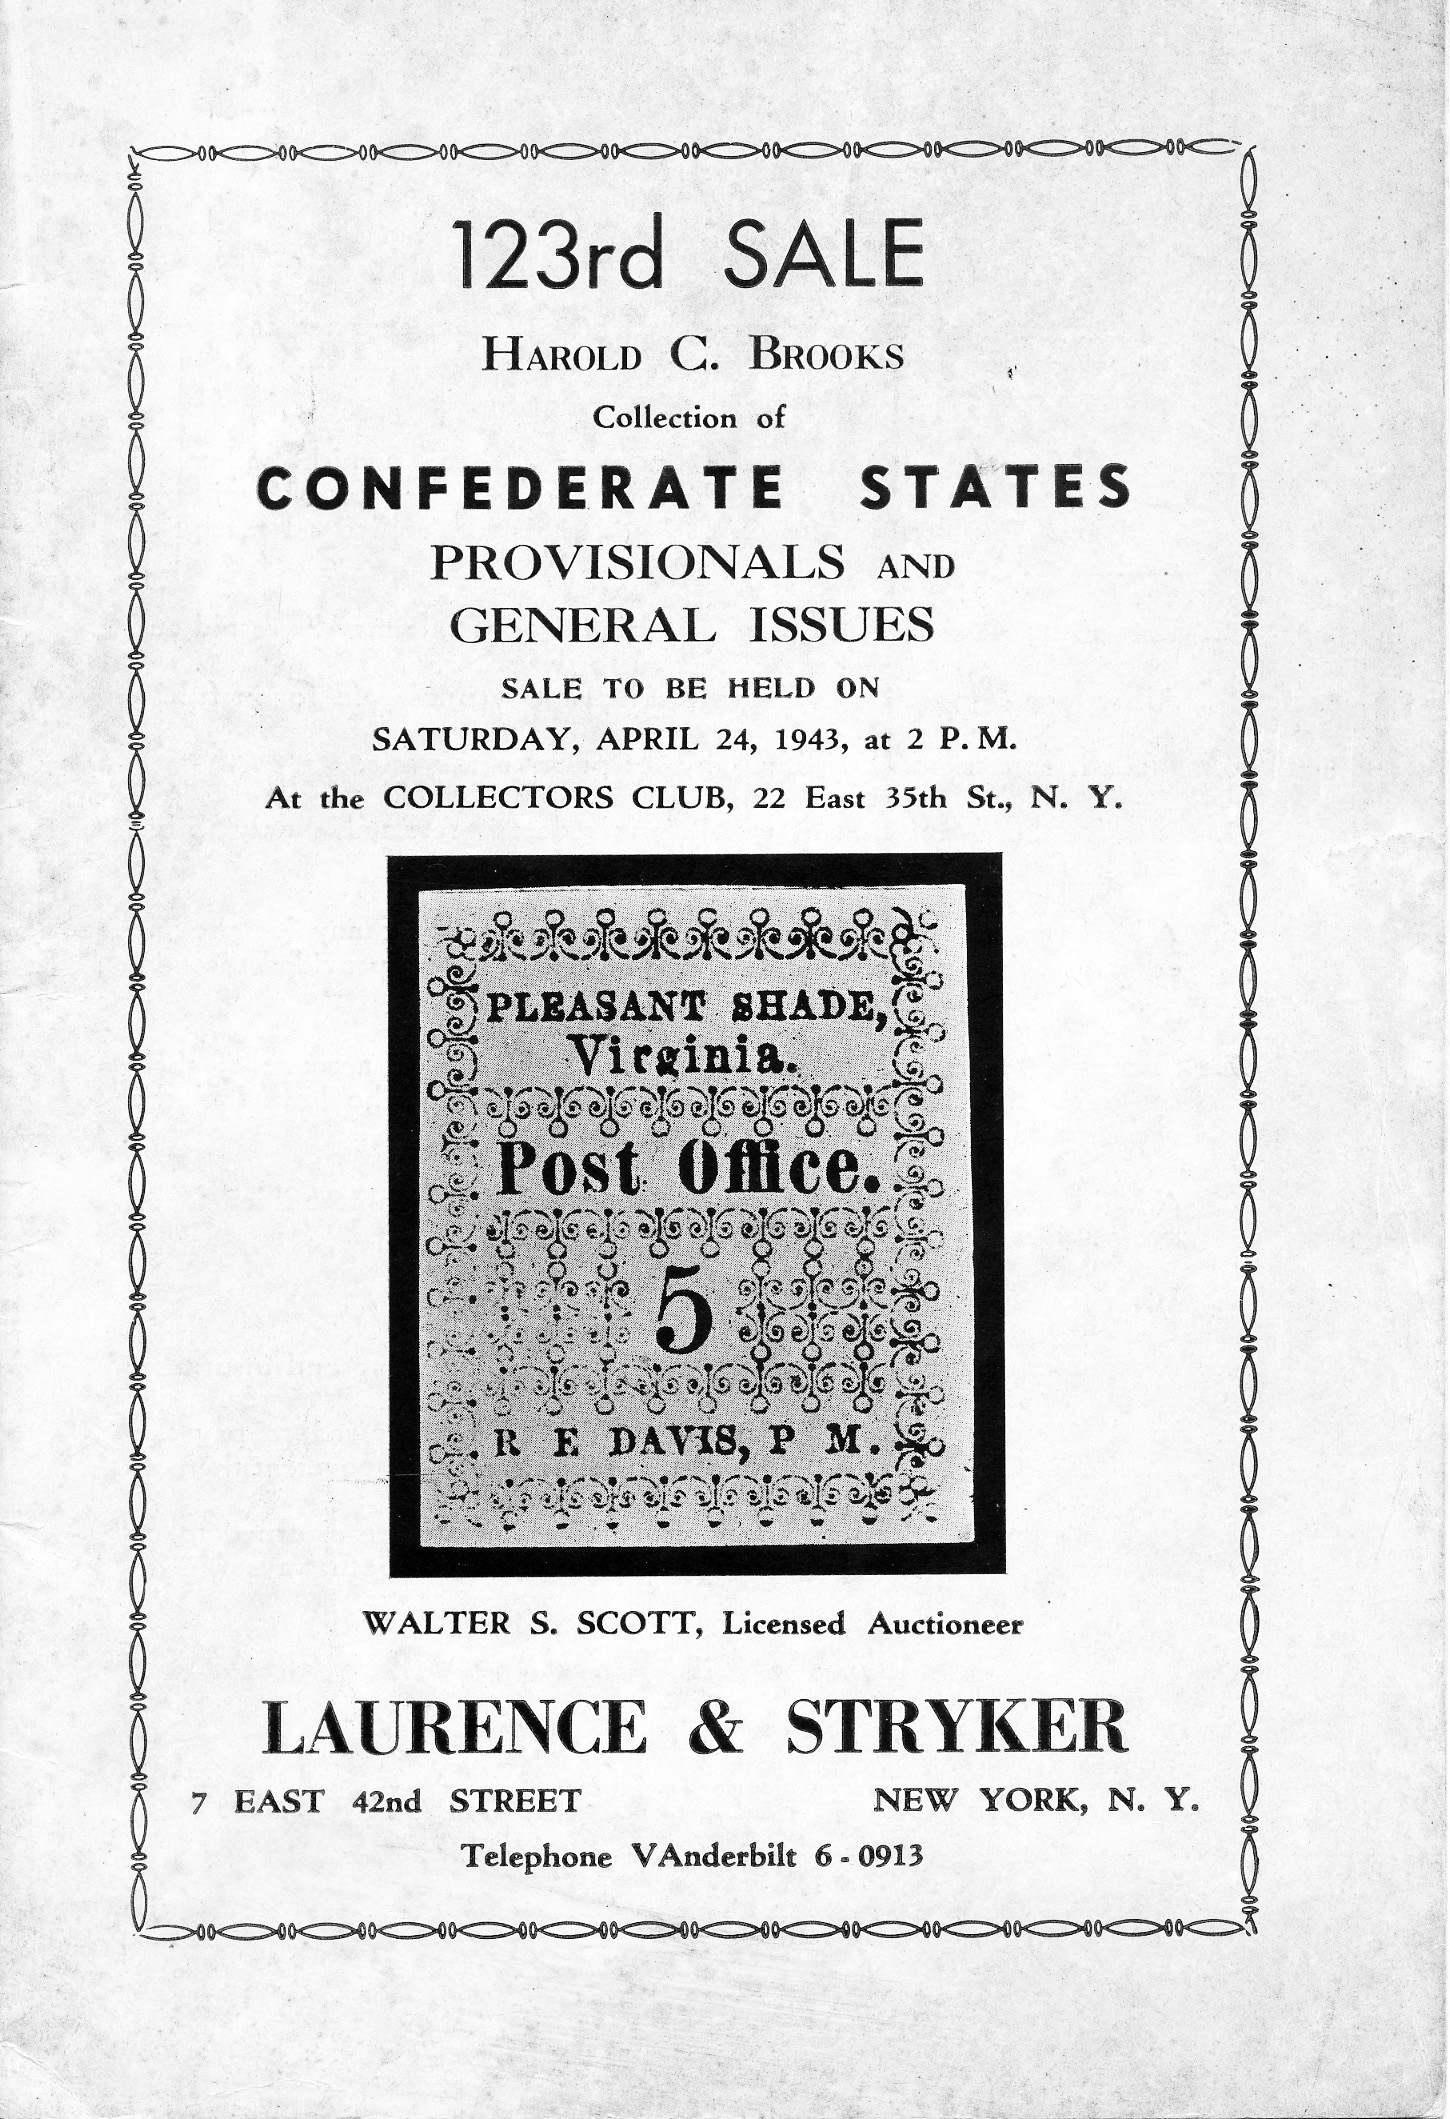 123rd SALE
HAROLD C. BROOKS
Collection of
CONFEDERATE STATES
PROVISIONALS AND
GENERAL ISSUES
SALE TO BE HELD ON
SATURDAY, APRIL 24, 1943, at 2 P. M.
At the COLLECTORS CLUB, 22 East 35th St., N. Y.
PLEASANT SHADE,
Virginia.
Post Office.
5
R E DAVIS, P M.
WALTER S. SCOTT, Licensed Auctioneer
LAURENCE & STRYKER
7 EAST 42nd STREET NEW YORK, N. Y.
Telephone VAnderbilt 6 - 0913